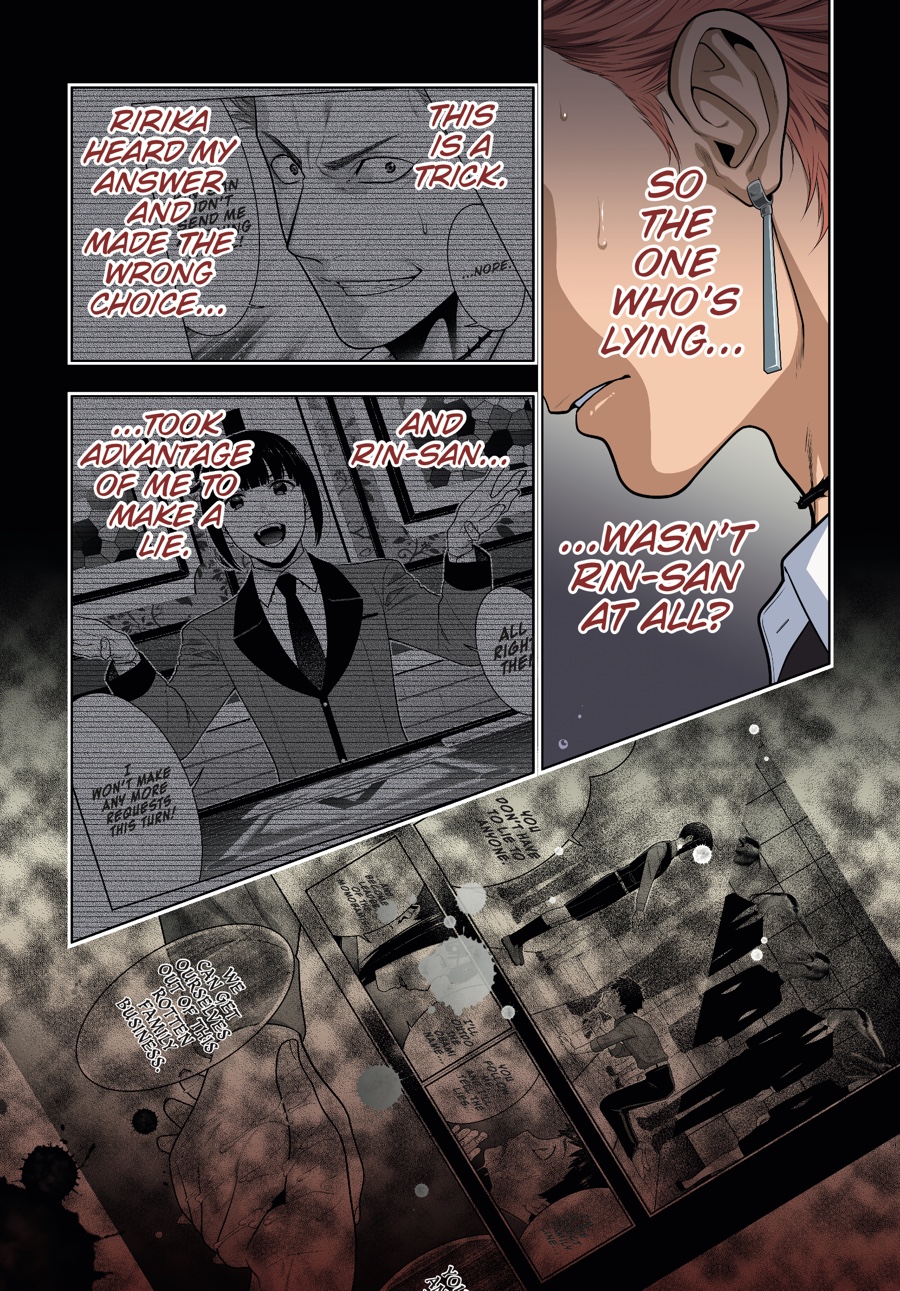 SO
THE
ONE
WHO'S
LYING...
...WASN'T
RIN-SAN
AT ALL?
THIS
IS A
TRICK.
...NOPE.
RIRIKA
HEARD MY
ANSWER
AND
MADE THE
WRONG
CHOICE...
SEND ME
AND
RIN-SAN...
...TOOK
ADVANTAGE
OF ME TO
MAKE A
LIE.
ALL
RIGHT
THEN
I
WON'T MAKE
ANY MORE
REQUESTS
THIS TURN!
YOU
DON'T HAVE
TO LIE TO
ANYONE
WE
CAN GET
OURSELVES
OUT OF THIS
ROTTEN
FAMILY
BUSINESS.